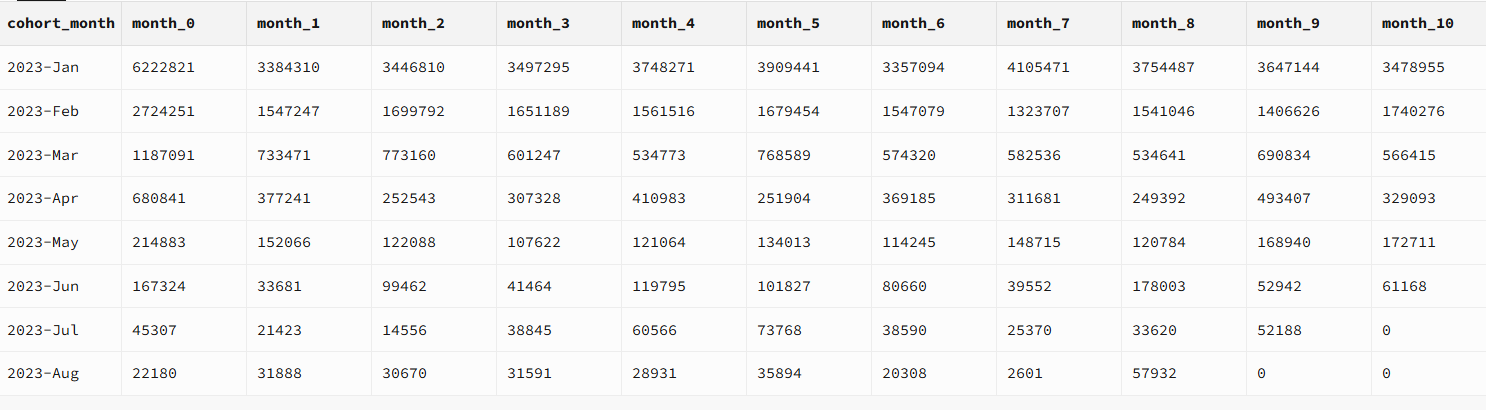 cohort_month month_0 month_1 month_2 month_3 month_4 month_5 month_6 month_7 month_8 month_9 month_10
2023-Jan 6222821 3384310 3446810 3497295 3748271 3909441 3357094 4105471 3754487 3647144 3478955
2023-Feb 2724251 1547247 1699792 1651189 1561516 1679454 1547079 1323707 1541046 1406626 1740276
2023-Mar 1187091 733471 773160 601247 534773 768589 574320 582536 534641 690834 566415
2023-Apr 680841 377241 252543 307328 410983 251904 369185 311681 249392 493407 329093
2023-May 214883 152066 122088 107622 121064 134013 114245 148715 120784 168940 172711
2023-Jun 167324 33681 99462 41464 119795 101827 80660 39552 178003 52942 61168
2023-Jul 45307 21423 14556 38845 60566 73768 38590 25370 33620 52188 0
2023-Aug 22180 31888 30670 31591 28931 35894 20308 2601 57932 0 0